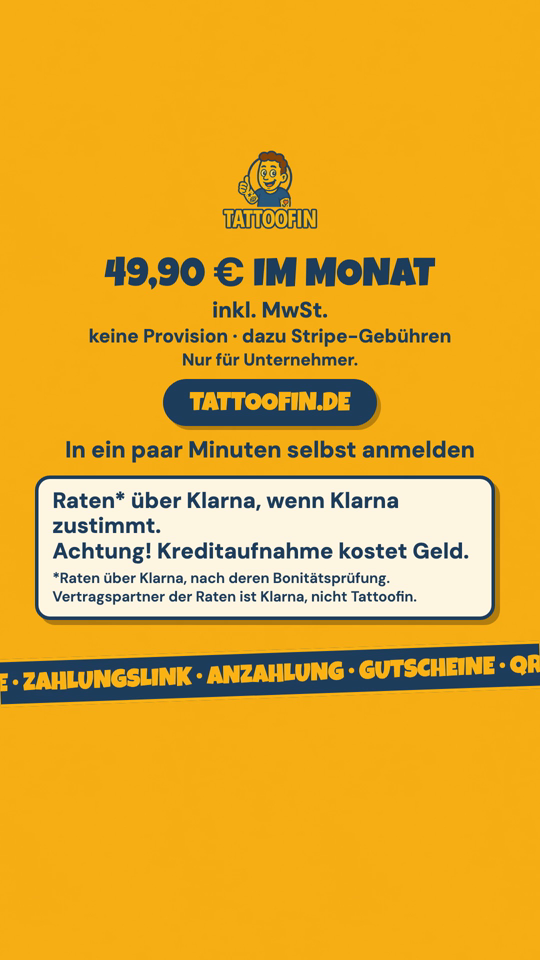 TATTOOFIN
49,90 € IM MONAT
inkl. MwSt.
keine Provision · dazu Stripe-Gebühren
Nur für Unternehmer.
TATTOOFIN.DE
In ein paar Minuten selbst anmelden
Raten* über Klarna, wenn Klarna
zustimmt.
Achtung! Kreditaufnahme kostet Geld.
*Raten über Klarna, nach deren Bonitätsprüfung.
Vertragspartner der Raten ist Klarna, nicht Tattoofin.
E · ZAHLUNGSLINK · ANZAHLUNG · GUTSCHEINE · QR